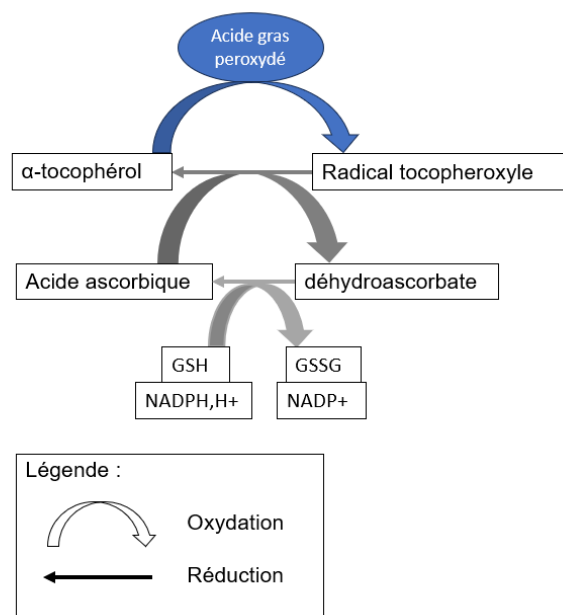 Acide gras
peroxydé
α-tocophérol
Radical tocopheroxyle
Acide ascorbique
déhydroascorbate
GSH
GSSG
NADPH,H+
NADP+
Légende :
Oxydation
Réduction